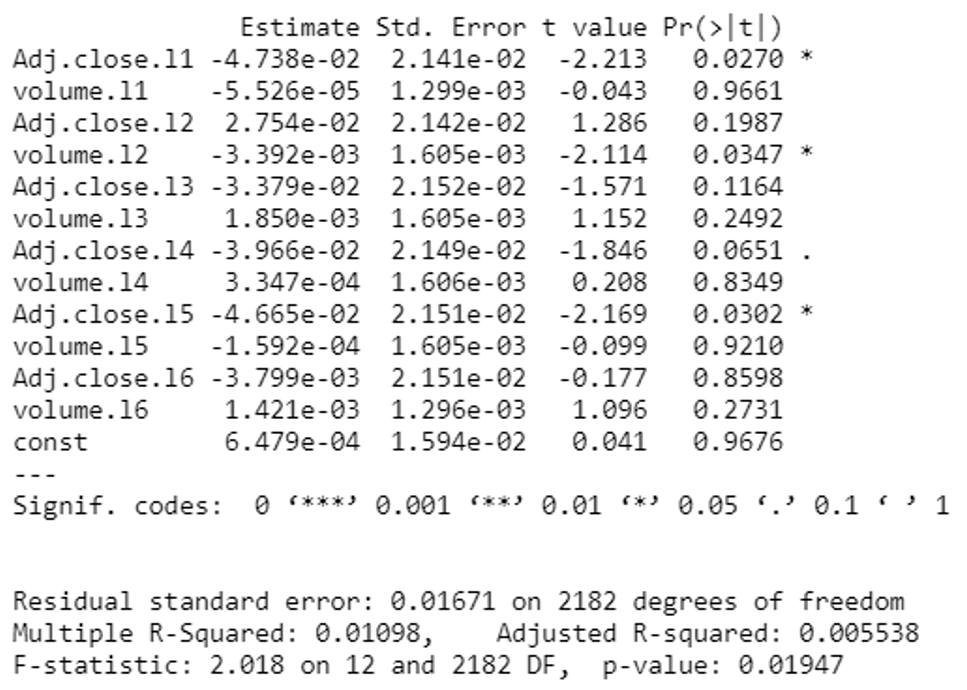 Estimate Std. Error t value Pr(>|t|)
Adj.close.l1 -4.738e-02 2.141e-02 -2.213 0.0270 *
volume.l1 -5.526e-05 1.299e-03 -0.043 0.9661
Adj.close.l2 2.754e-02 2.142e-02 1.286 0.1987
volume.l2 -3.392e-03 1.605e-03 -2.114 0.0347 *
Adj.close.l3 -3.379e-02 2.152e-02 -1.571 0.1164
volume.l3 1.850e-03 1.605e-03 1.152 0.2492
Adj.close.l4 -3.966e-02 2.149e-02 -1.846 0.0651 .
volume.l4 3.347e-04 1.606e-03 0.208 0.8349
Adj.close.l5 -4.665e-02 2.151e-02 -2.169 0.0302 *
volume.l5 -1.592e-04 1.605e-03 -0.099 0.9210
Adj.close.l6 -3.799e-03 2.151e-02 -0.177 0.8598
volume.l6 1.421e-03 1.296e-03 1.096 0.2731
const 6.479e-04 1.594e-02 0.041 0.9676
---
Signif. codes: 0 ‘***’ 0.001 ‘**’ 0.01 ‘*’ 0.05 ‘.’ 0.1 ‘ ’ 1
Residual standard error: 0.01671 on 2182 degrees of freedom
Multiple R-Squared: 0.01098, Adjusted R-squared: 0.005538
F-statistic: 2.018 on 12 and 2182 DF, p-value: 0.01947